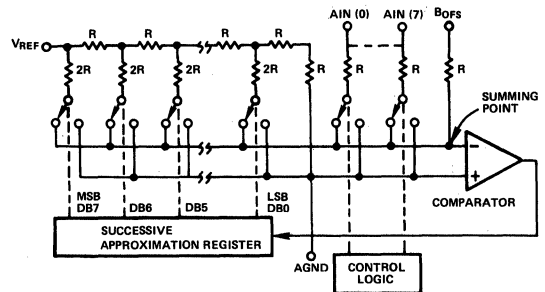 AIN (0) AIN (7) BOFS
VREF R R R R
2R 2R 2R 2R R R R R
SUMMING
POINT
−
+
COMPARATOR
MSB
DB7 DB6 DB5 LSB
DB0
SUCCESSIVE
APPROXIMATION REGISTER
AGND
CONTROL
LOGIC